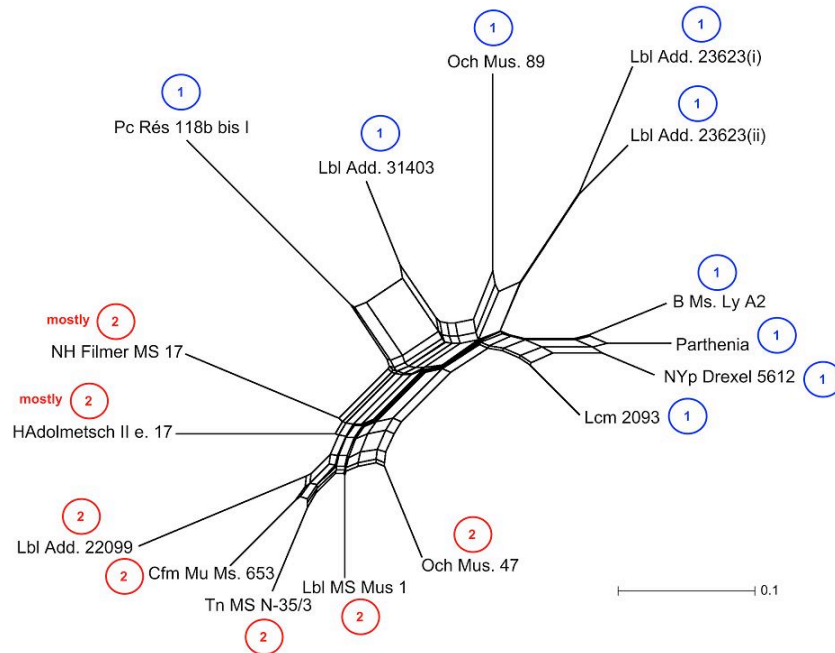 1
Och Mus. 89
1
Lbl Add. 23623(i)
1
Pc Rés 118b bis I
1
Lbl Add. 31403
1
Lbl Add. 23623(ii)
1
B Ms. Ly A2
mostly 2
NH Filmer MS 17
Parthenia 1
NYp Drexel 5612 1
mostly 2
HAdolmetsch II e. 17
Lcm 2093 1
2
Lbl Add. 22099
2
Och Mus. 47
2 Cfm Mu Ms. 653
Lbl MS Mus 1
2
Tn MS N-35/3
2
0.1